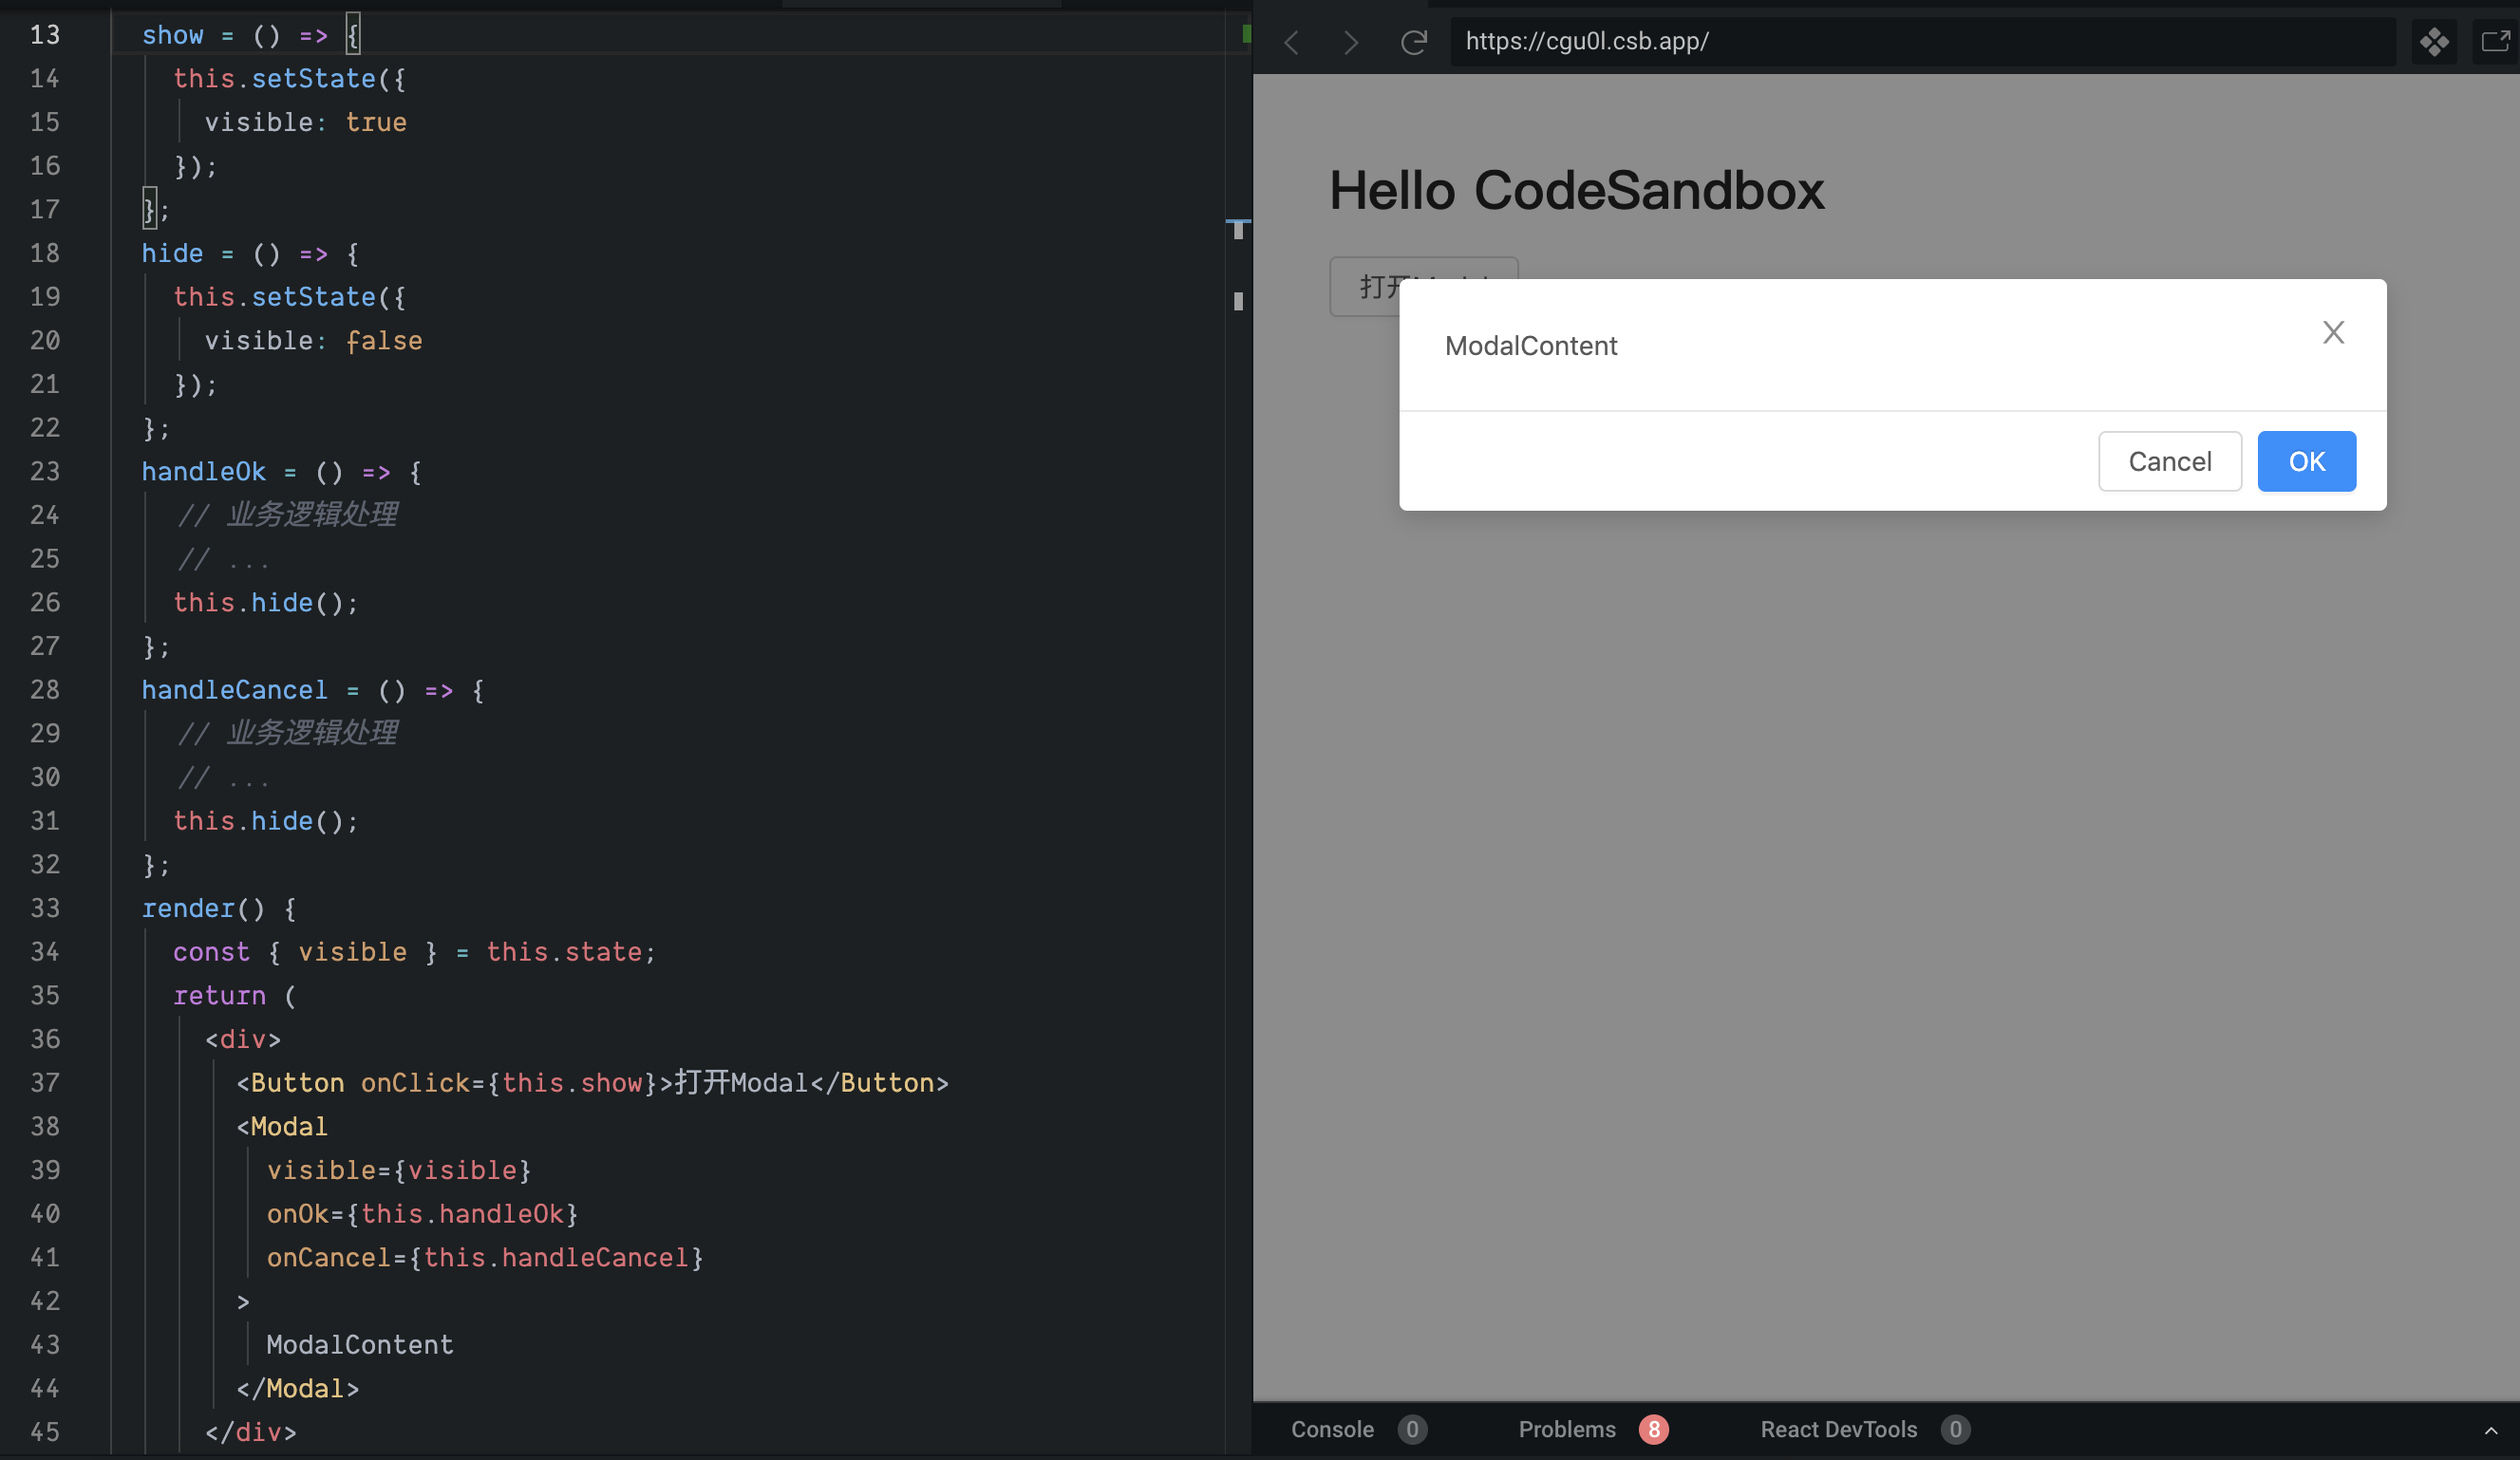 13 show = () => {
14 this.setState({
15 visible: true
16 });
17 };
18 hide = () => {
19 this.setState({
20 visible: false
21 });
22 };
23 handleOk = () => {
24 // 业务逻辑处理
25 // ...
26 this.hide();
27 };
28 handleCancel = () => {
29 // 业务逻辑处理
30 // ...
31 this.hide();
32 };
33 render() {
34 const { visible } = this.state;
35 return (
36 <div>
37 <Button onClick={this.show}>打开Modal</Button>
38 <Modal
39 visible={visible}
40 onOk={this.handleOk}
41 onCancel={this.handleCancel}
42 >
43 ModalContent
44 </Modal>
45 </div>
https://cgu0l.csb.app/
Hello CodeSandbox
打开
ModalContent
X
Cancel OK
Console 0 Problems 8 React DevTools 0